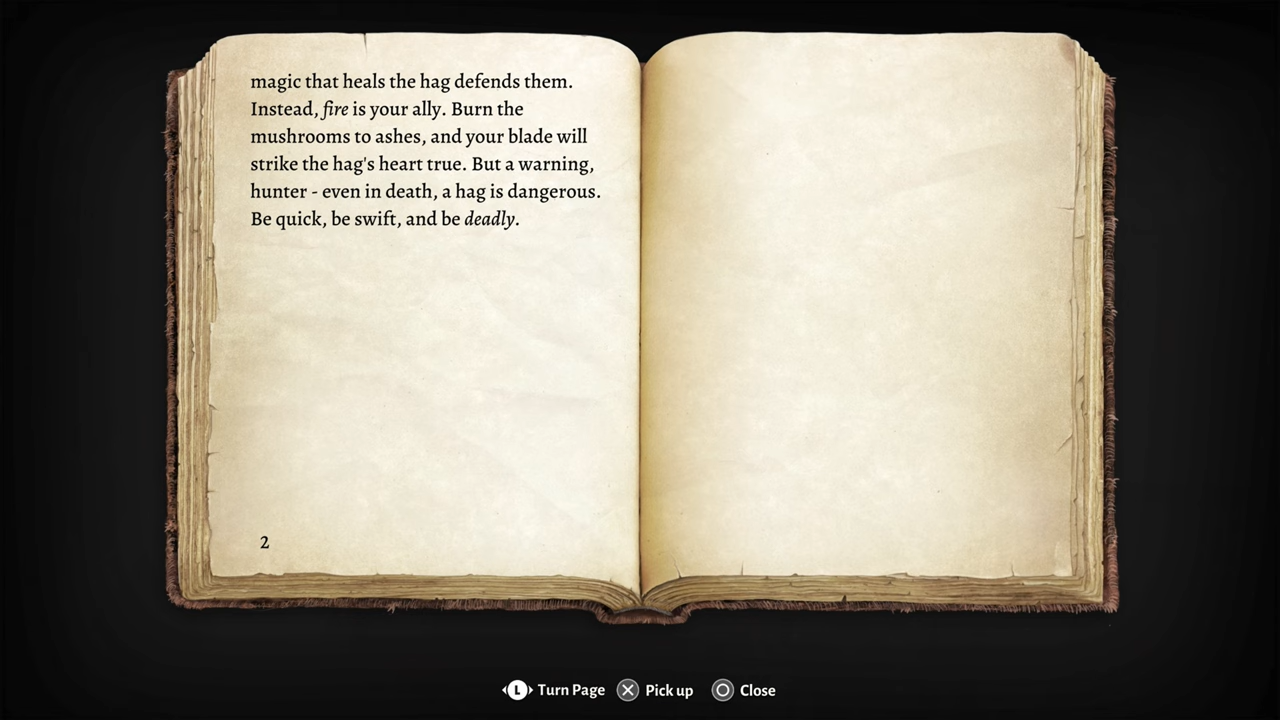 magic that heals the hag defends them.
Instead, fire is your ally. Burn the
mushrooms to ashes, and your blade will
strike the hag's heart true. But a warning,
hunter - even in death, a hag is dangerous.
Be quick, be swift, and be deadly.
2
L Turn Page Pick up Close